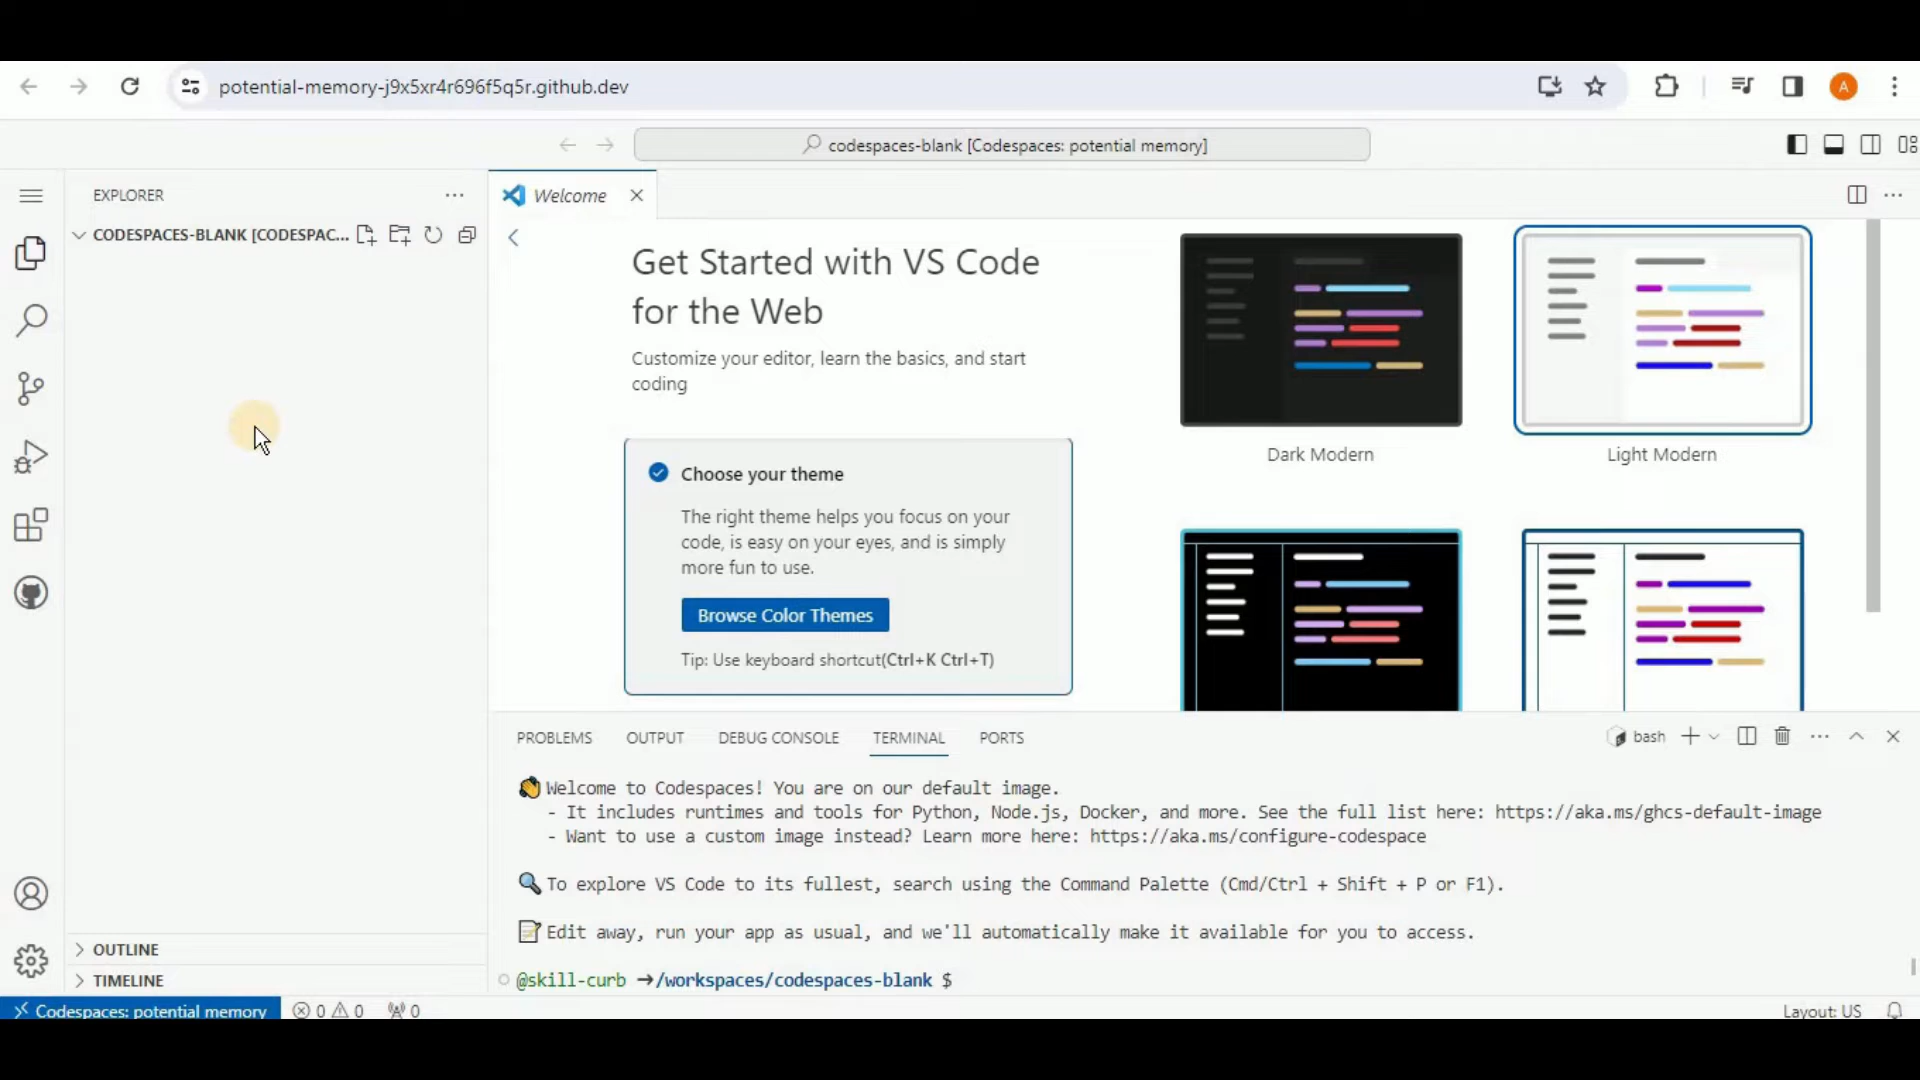 potential-memory-j9x5xr4r696f5q5r.github.dev
A
codespaces-blank [Codespaces: potential memory]
EXPLORER
CODESPACES-BLANK [CODESPAC...
Welcome
Get Started with VS Code
for the Web
Customize your editor, learn the basics, and start
coding
Choose your theme
The right theme helps you focus on your
code, is easy on your eyes, and is simply
more fun to use.
Browse Color Themes
Tip: Use keyboard shortcut(Ctrl+K Ctrl+T)
Dark Modern
Light Modern
PROBLEMS OUTPUT DEBUG CONSOLE TERMINAL PORTS
bash
Welcome to Codespaces! You are on our default image.
- It includes runtimes and tools for Python, Node.js, Docker, and more. See the full list here: https://aka.ms/ghcs-default-image
- Want to use a custom image instead? Learn more here: https://aka.ms/configure-codespace
To explore VS Code to its fullest, search using the Command Palette (Cmd/Ctrl + Shift + P or F1).
Edit away, run your app as usual, and we'll automatically make it available for you to access.
@skill-curb →/workspaces/codespaces-blank $
OUTLINE
TIMELINE
Codespaces: potential memory 0 0 0
Layout: US